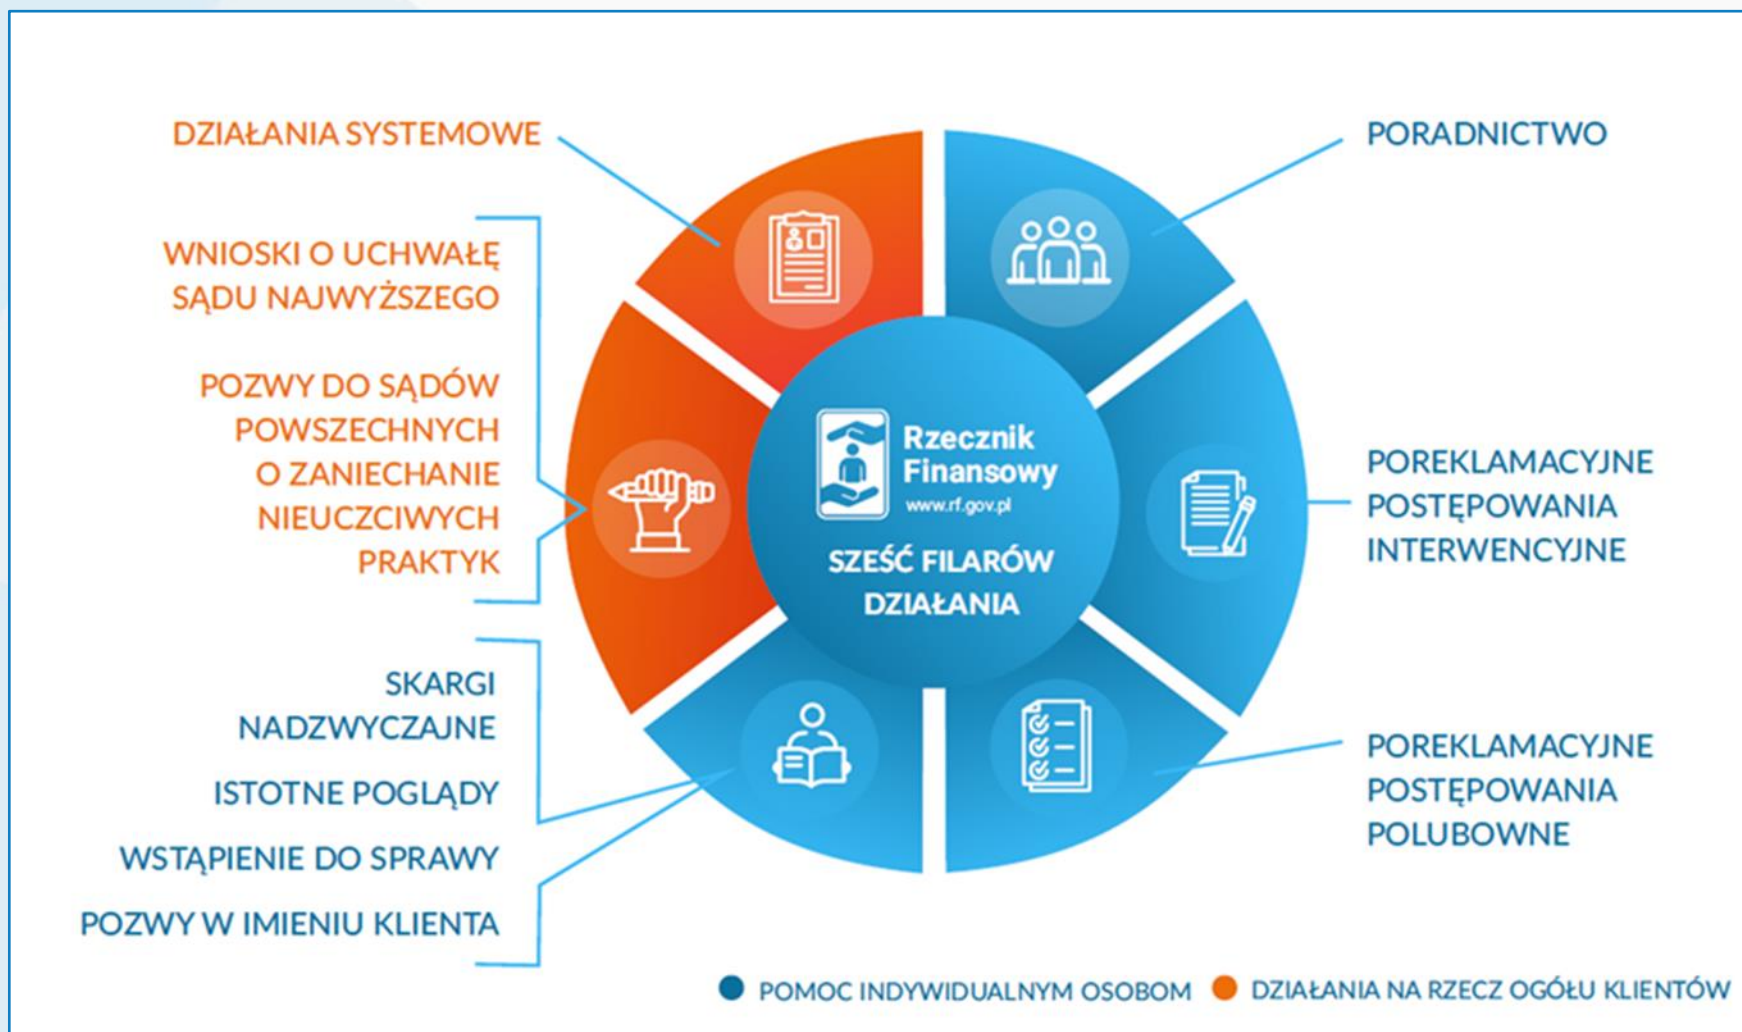 DZIAŁANIA SYSTEMOWE
WNIOSKI O UCHWAŁĘ
SĄDU NAJWYŻSZEGO
POZWY DO SĄDÓW
POWSZECHNYCH
O ZANIECHANIE
NIEUCZCIWYCH
PRAKTYK
SKARGI
NADZWYCZAJNE
ISTOTNE POGLĄDY
WSTĄPIENIE DO SPRAWY
POZWY W IMIENIU KLIENTA
Rzecznik
Finansowy
www.rf.gov.pl
SZEŚĆ FILARÓW
DZIAŁANIA
PORADNICTWO
POREKLAMACYJNE
POSTĘPOWANIA
INTERWENCYJNE
POREKLAMACYJNE
POSTĘPOWANIA
POLUBOWNE
POMOC INDYWIDUALNYM OSOBOM
DZIAŁANIA NA RZECZ OGÓŁU KLIENTÓW